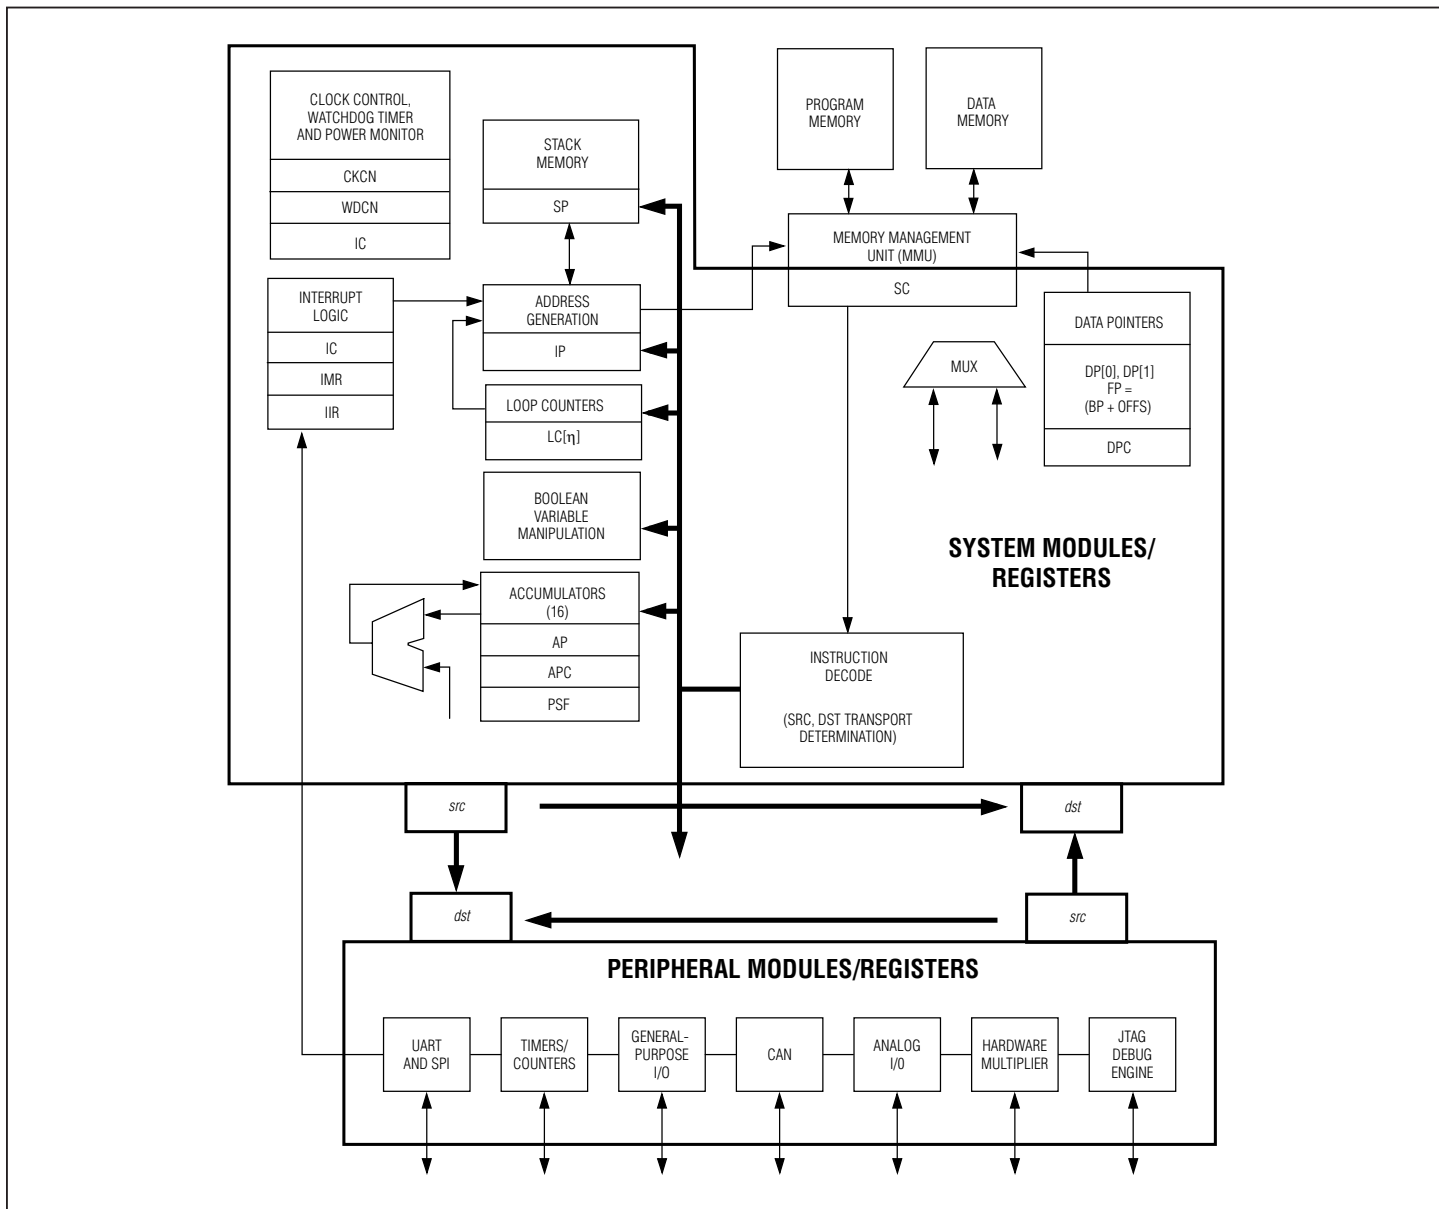 CLOCK CONTROL,
WATCHDOG TIMER
AND POWER MONITOR
CKCN
WDCN
IC
STACK
MEMORY
SP
PROGRAM
MEMORY
DATA
MEMORY
MEMORY MANAGEMENT
UNIT (MMU)
SC
INTERRUPT
LOGIC
IC
IMR
IIR
ADDRESS
GENERATION
IP
LOOP COUNTERS
LC[η]
BOOLEAN
VARIABLE
MANIPULATION
ACCUMULATORS
(16)
AP
APC
PSF
MUX
DATA POINTERS
DP[0], DP[1]
FP =
(BP + OFFS)
DPC
SYSTEM MODULES/
REGISTERS
INSTRUCTION
DECODE
(SRC, DST TRANSPORT
DETERMINATION)
src
dst
dst
src
PERIPHERAL MODULES/REGISTERS
UART
AND SPI
TIMERS/
COUNTERS
GENERAL-
PURPOSE
I/O
CAN
ANALOG
I/0
HARDWARE
MULTIPLIER
JTAG
DEBUG
ENGINE